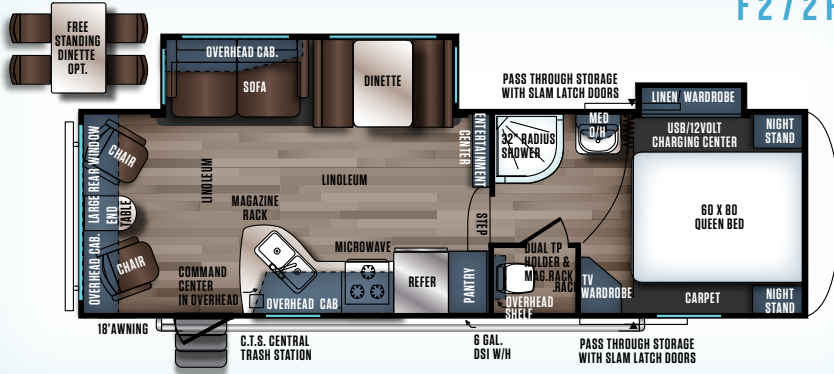 F272R
FREE
STANDING
DINETTE
OPT.
OVERHEAD CAB.
SOFA
DINETTE
PASS THROUGH STORAGE
WITH SLAM LATCH DOORS
LINEN/ WARDROBE
MED
O/H
USB/12VOLT
CHARGING CENTER
NIGHT
STAND
32" RADIUS
SHOWER
ENTERTAINMENT
CENTER
LARGE REAR WINDOW
CHAIR
END
TABLE
OVERHEAD CAB.
CHAIR
LINOLEUM
LINOLEUM
MAGAZINE
RACK
STEP
60 X 80
QUEEN BED
MICROWAVE
COMMAND
CENTER
IN OVERHEAD
OVERHEAD CAB
REFER
PANTRY
DUAL TP
HOLDER &
MAG.RACK
.RAC
OVERHEAD
SHELF
TV
WARDROBE
CARPET
NIGHT
STAND
18'AWNING
C.T.S. CENTRAL
TRASH STATION
6 GAL.
DSI W/H
PASS THROUGH STORAGE
WITH SLAM LATCH DOORS